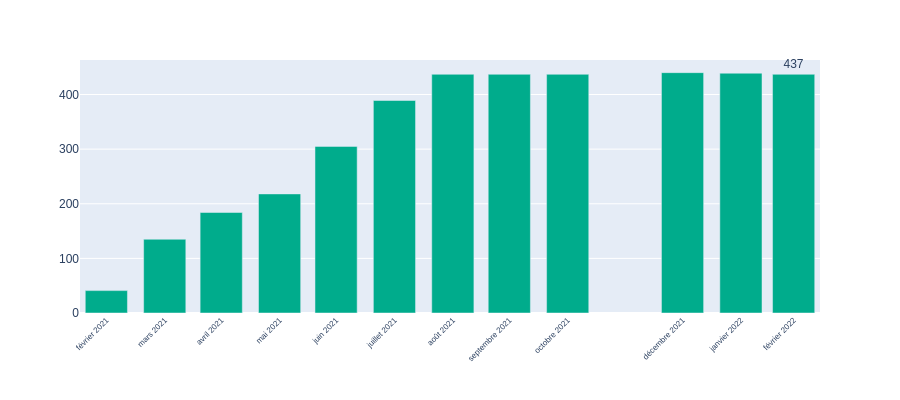 437
400
300
200
100
0
février 2021
mars 2021
avril 2021
mai 2021
juin 2021
juillet 2021
août 2021
septembre 2021
octobre 2021
décembre 2021
janvier 2022
février 2022